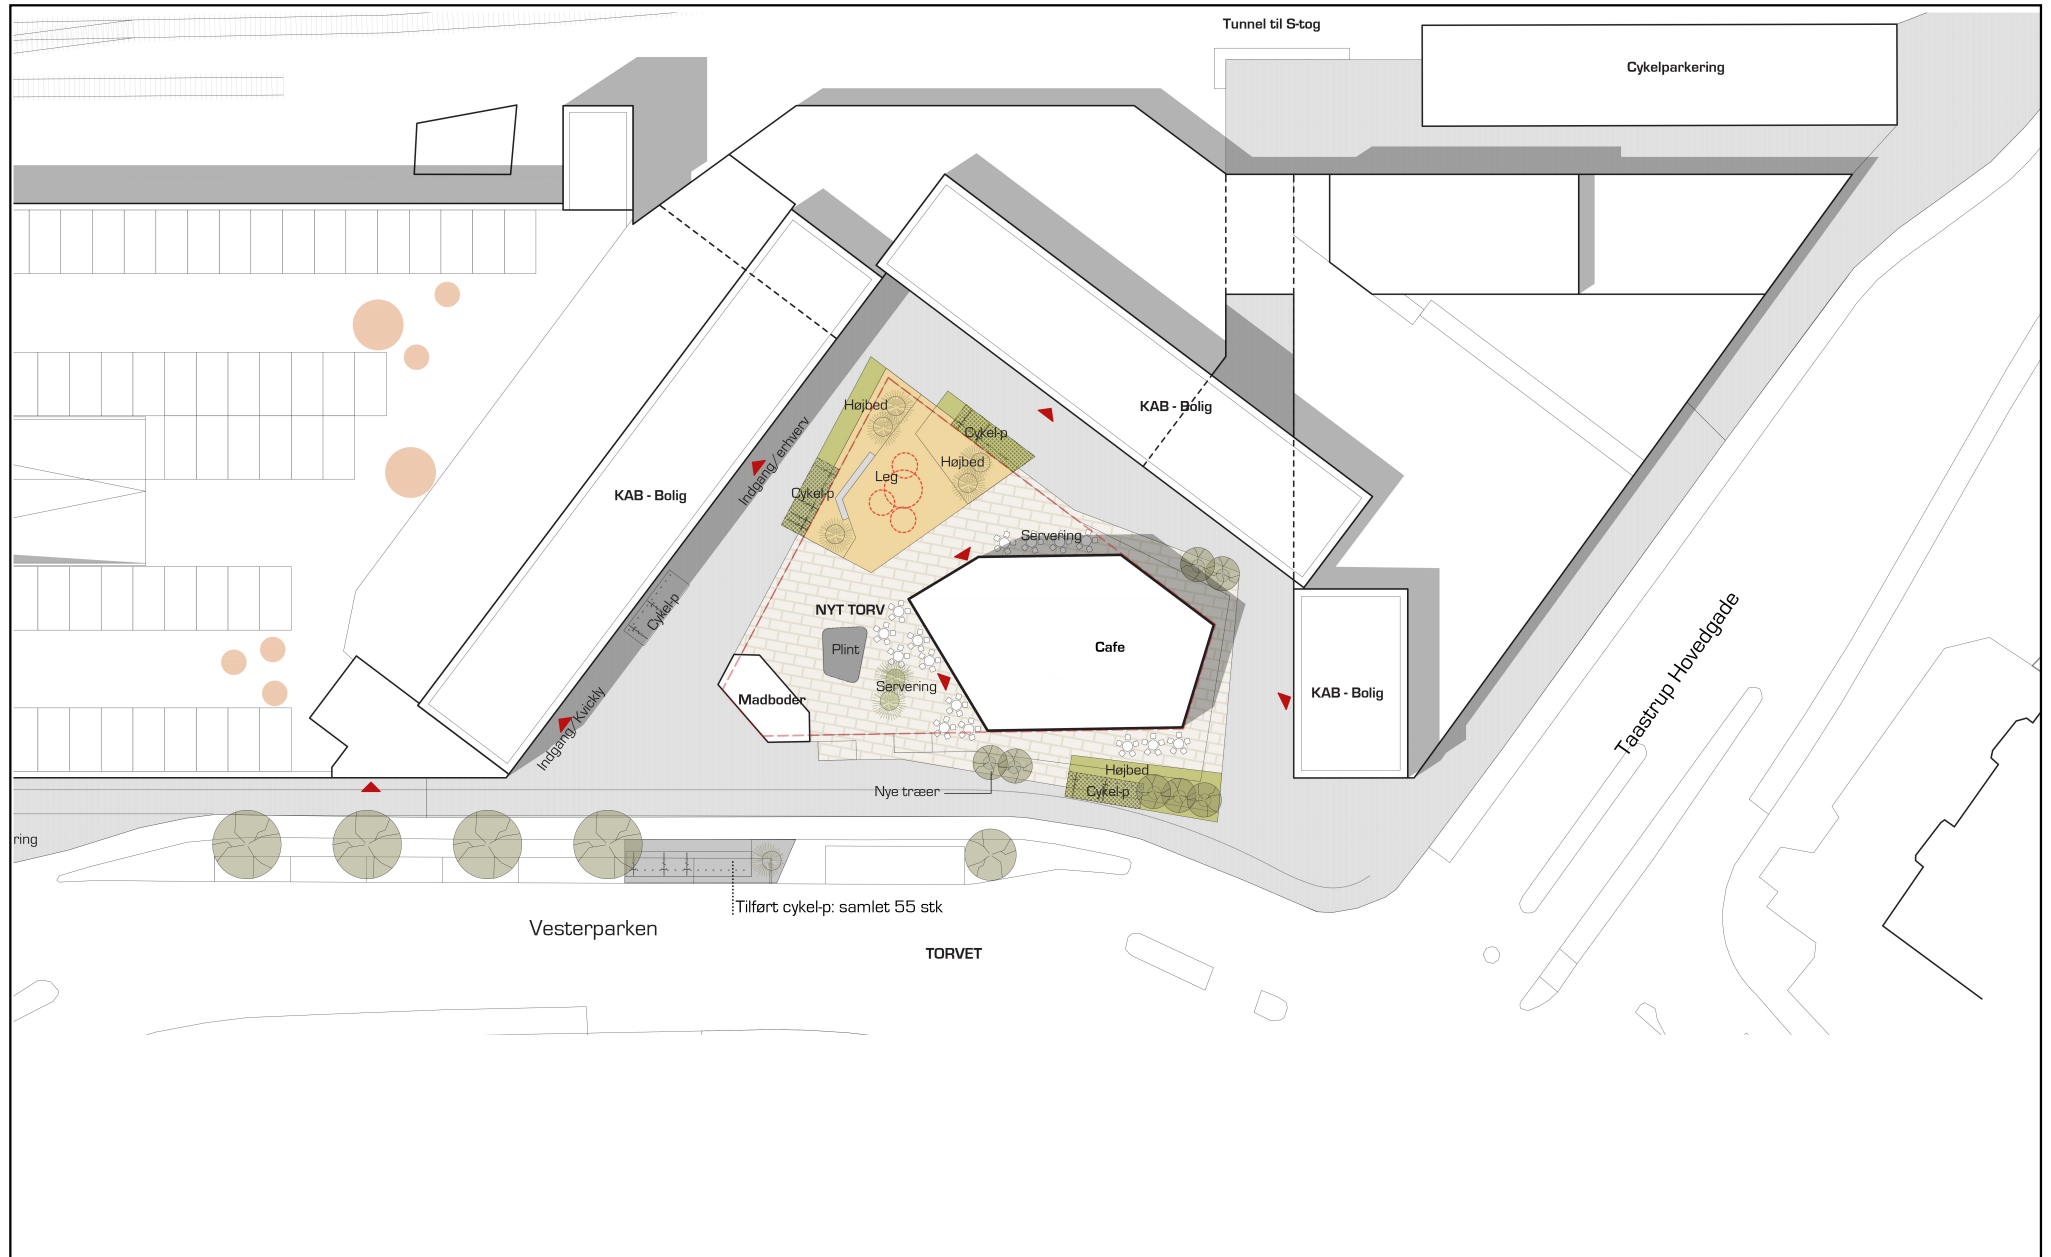 Tunnel til S-tog
Cykelparkering
Højbed
KAB - Bolig
Cykel-p
Indgang/erhverv
Højbed
Leg
Cykel-p
KAB - Bolig
Servering
Cykel-p
NYT TORV
Plint
Cafe
Taastrup Hovedgade
Servering
KAB - Bolig
Madboder
Indgang/Kvickly
Højbed
Nye træer
Cykel-p
ring
Tilført cykel-p: samlet 55 stk
Vesterparken
TORVET